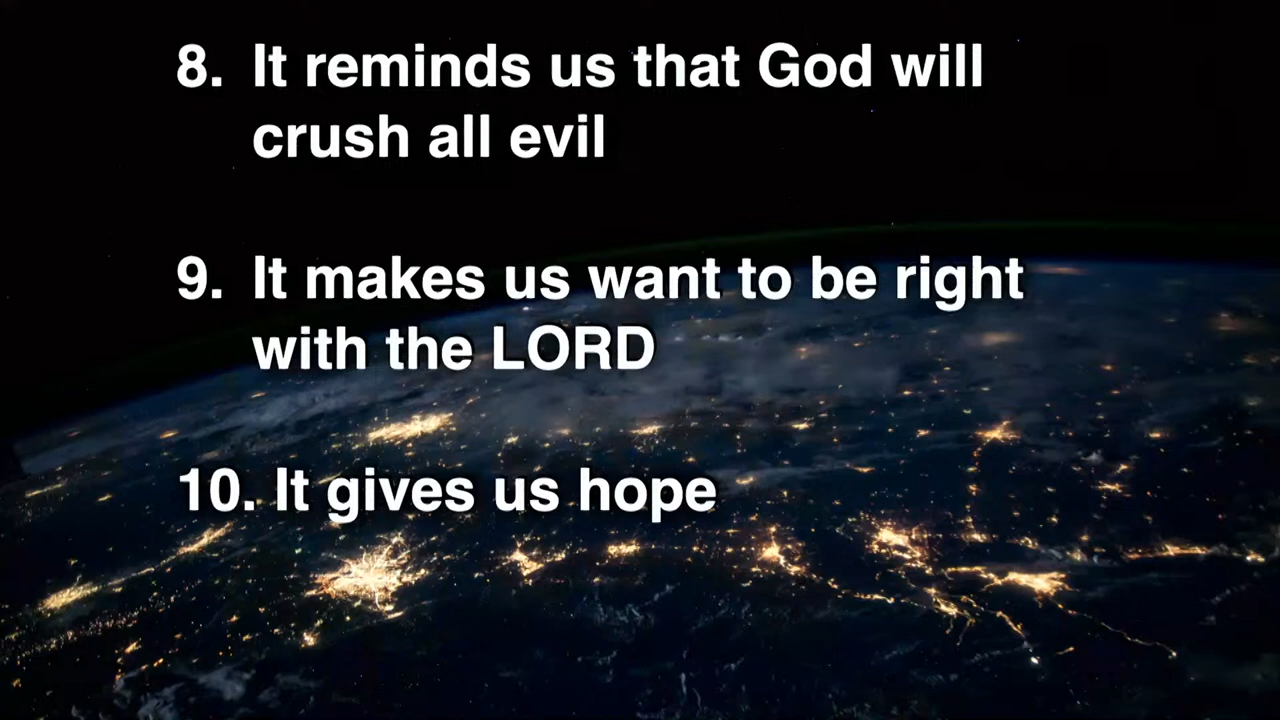 8. It reminds us that God will
crush all evil
9. It makes us want to be right
with the LORD
10. It gives us hope